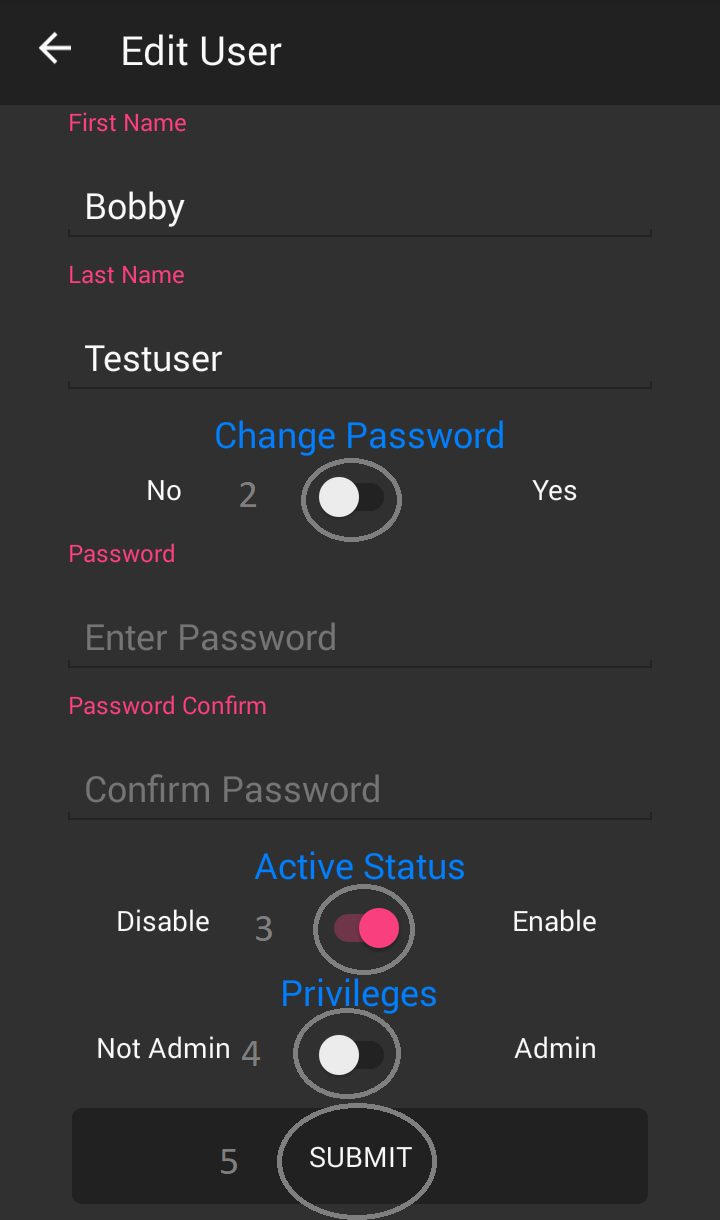 Edit User
First Name
Bobby
Last Name
Testuser
Change Password
No 2 Yes
Password
Enter Password
Password Confirm
Confirm Password
Active Status
Disable 3 Enable
Privileges
Not Admin 4 Admin
5 SUBMIT